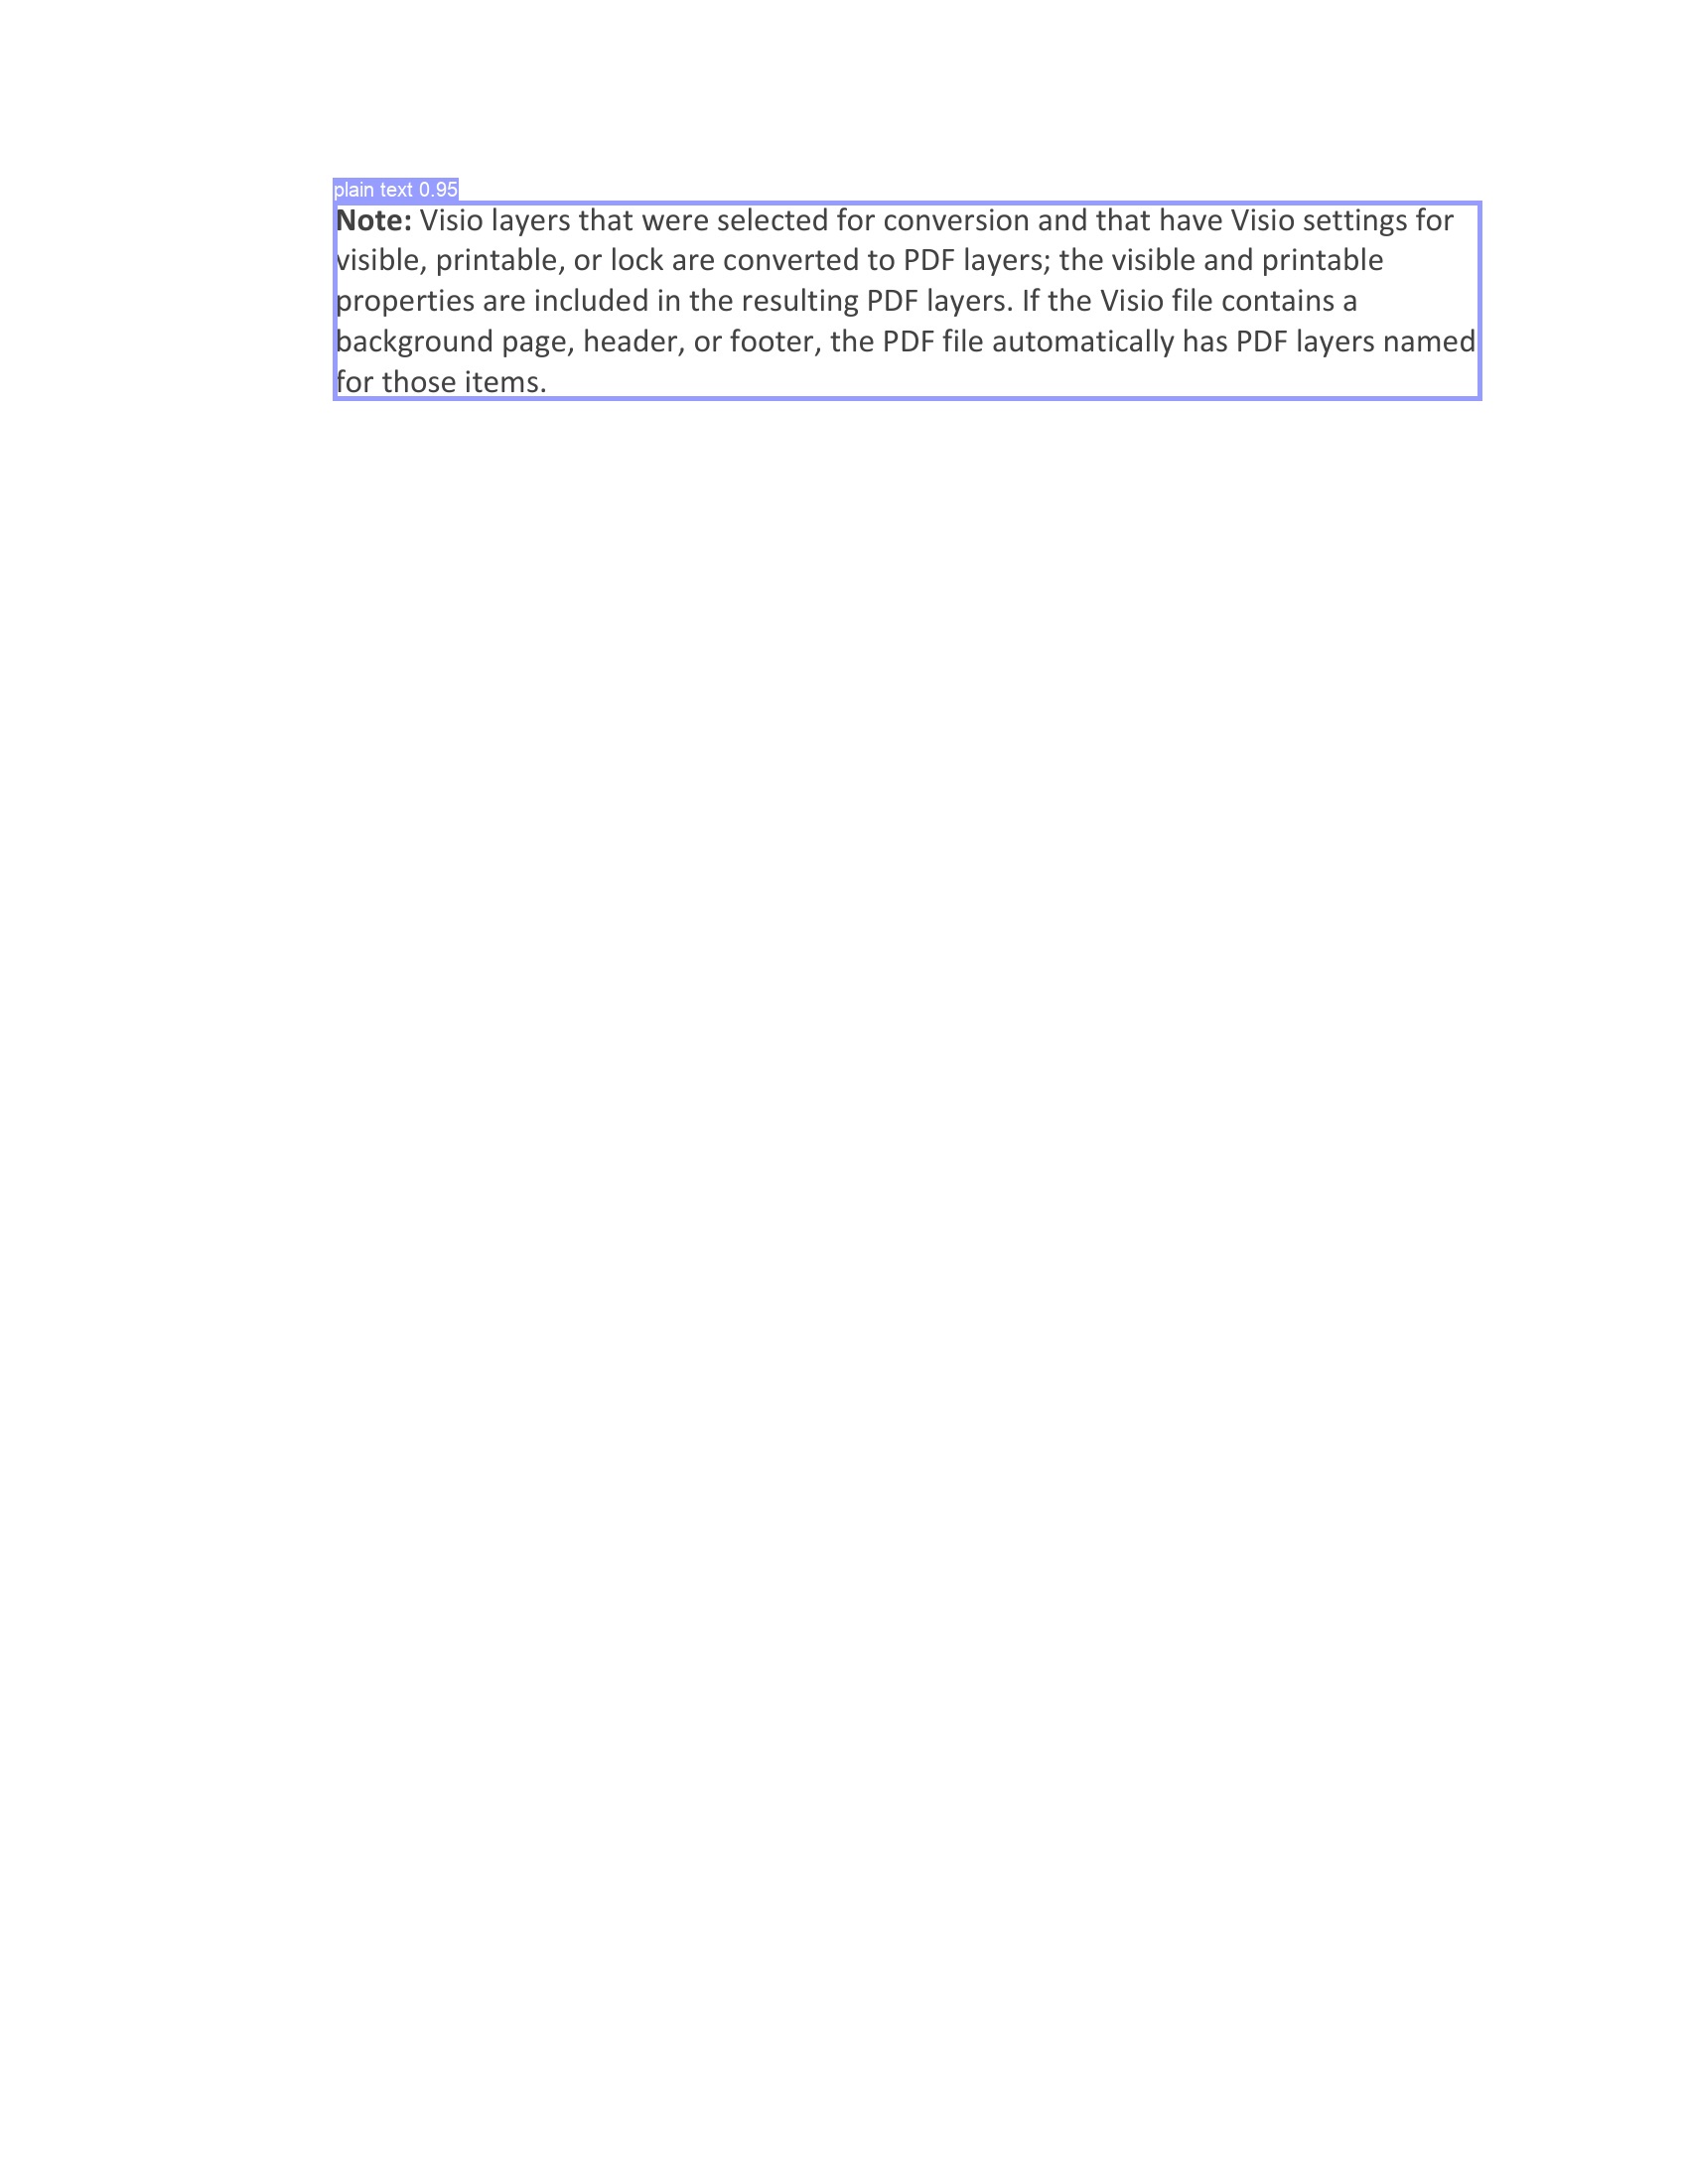 plain text 0.95
Note: Visio layers that were selected for conversion and that have Visio settings for
visible, printable, or lock are converted to PDF layers; the visible and printable
properties are included in the resulting PDF layers. If the Visio file contains a
background page, header, or footer, the PDF file automatically has PDF layers named
for those items.